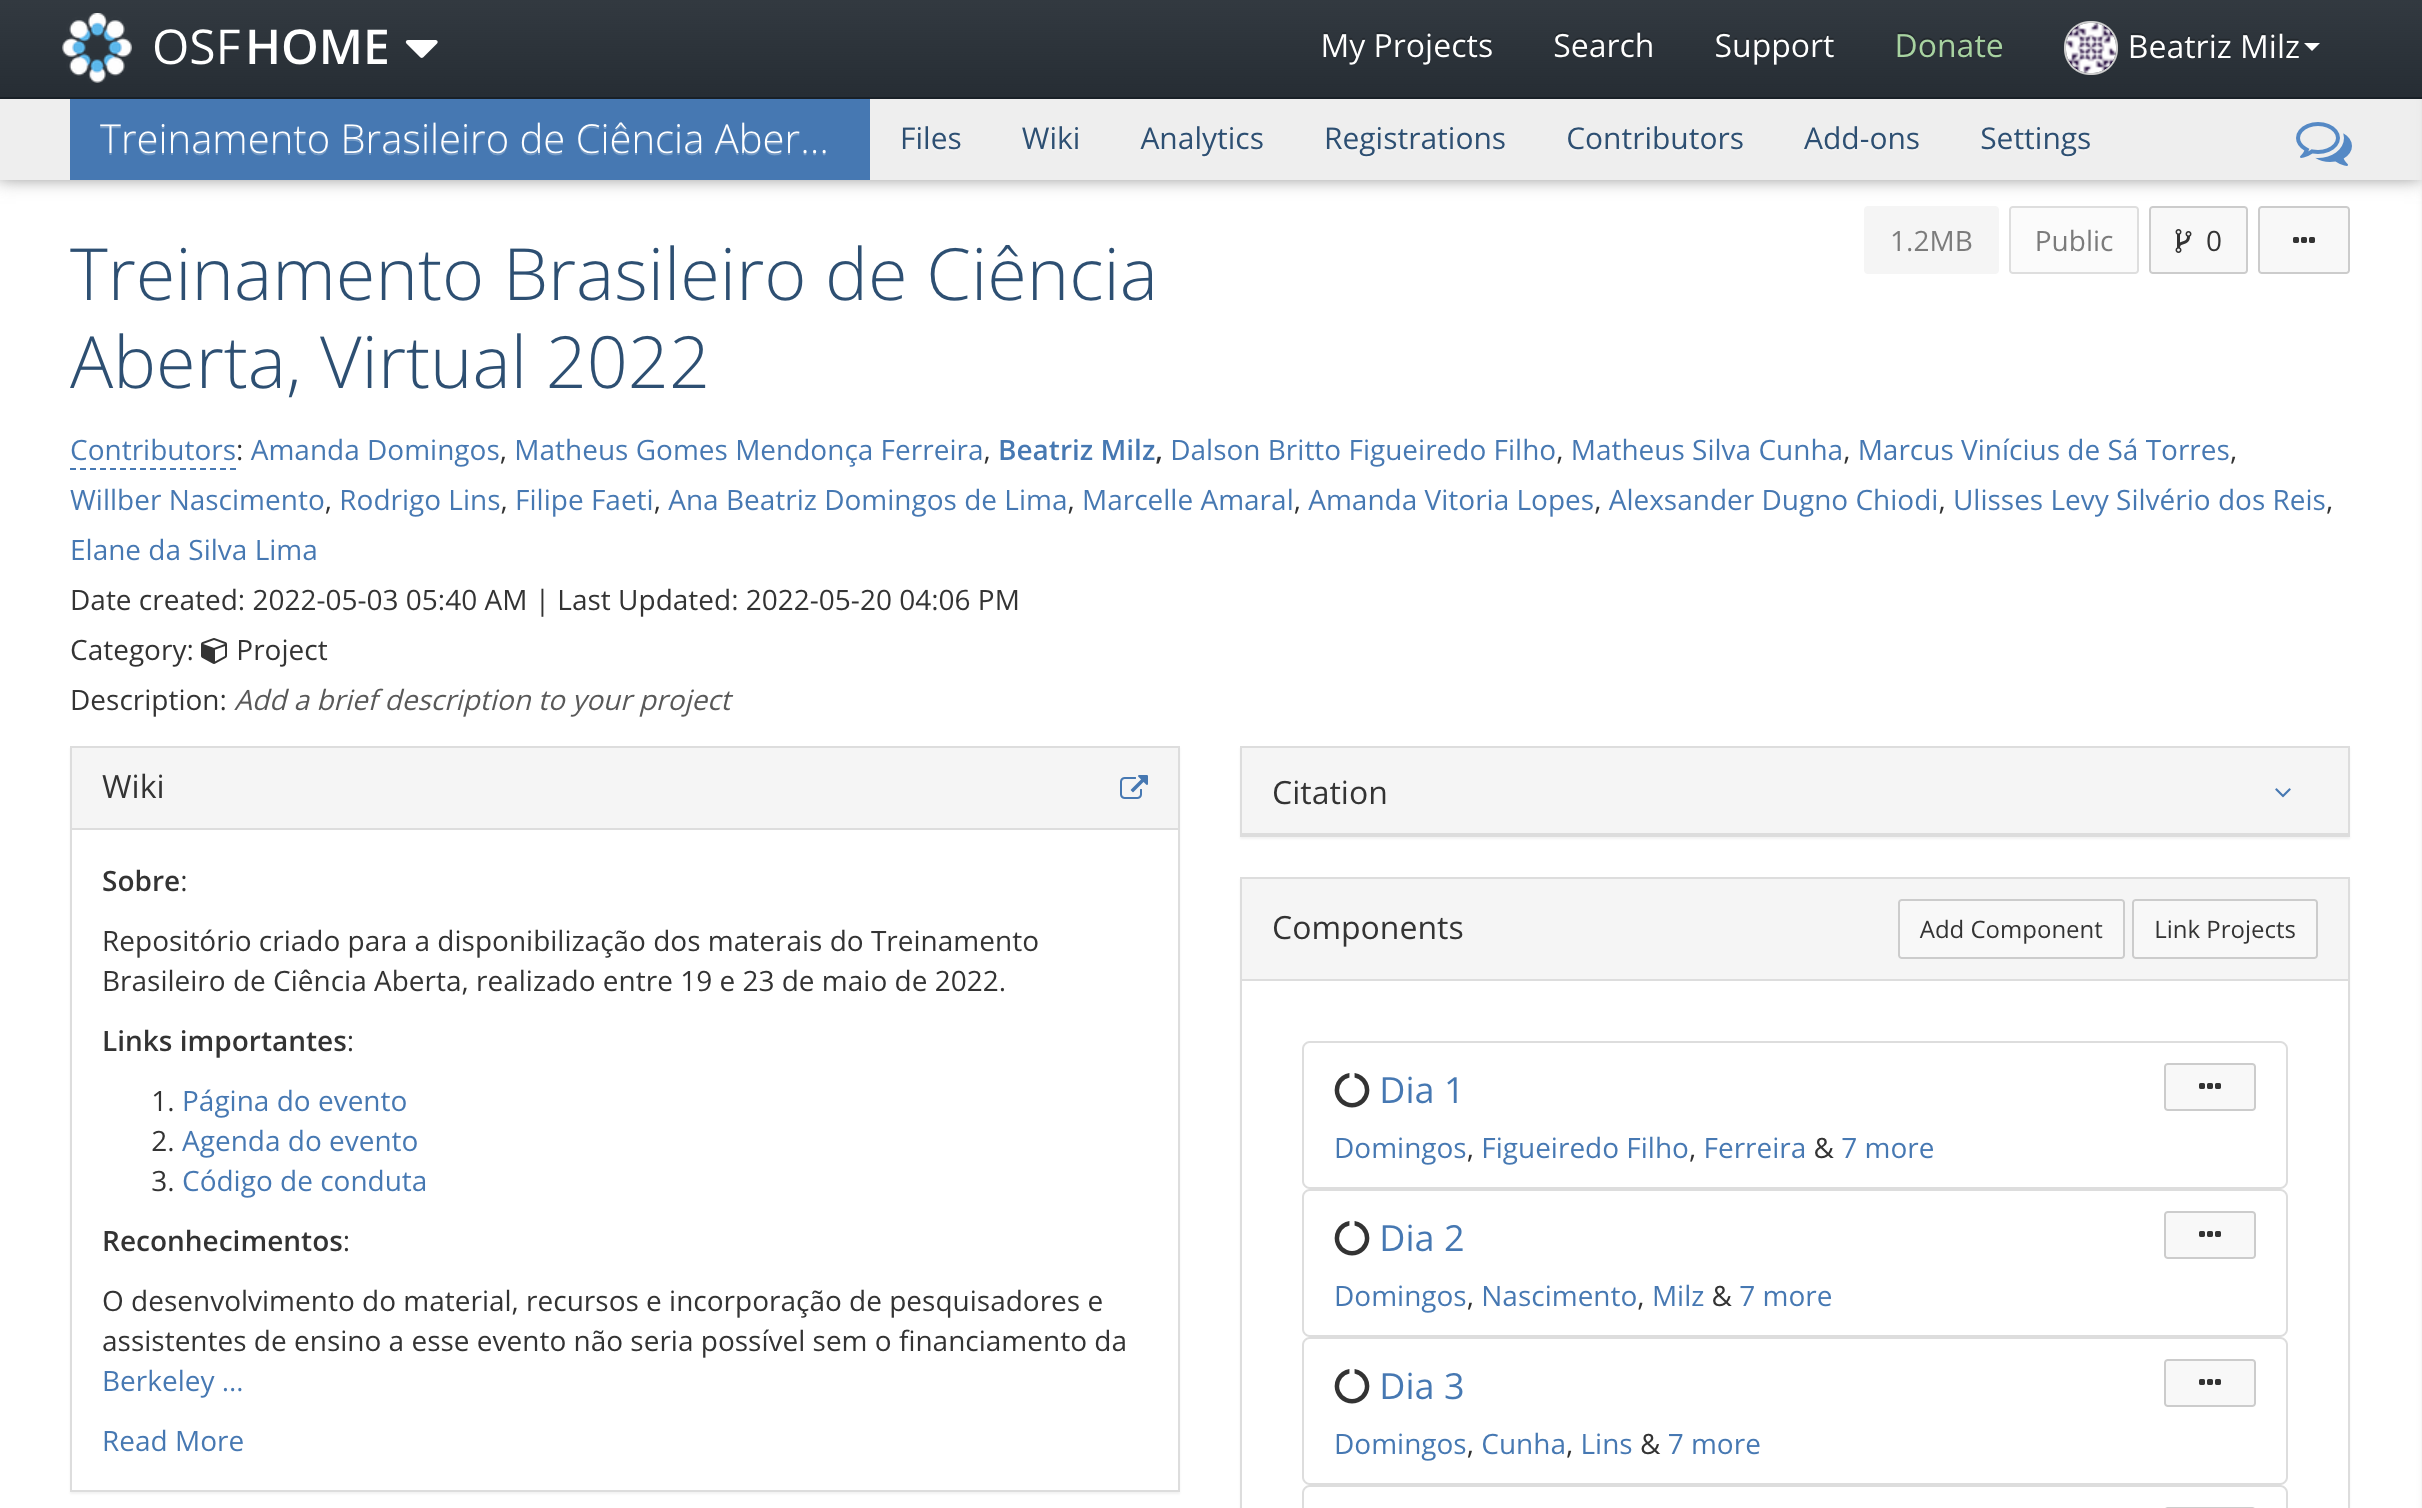 OSFHOME
My Projects
Search
Support
Donate
Beatriz Milz
Treinamento Brasileiro de Ciência Aber...
Files
Wiki
Analytics
Registrations
Contributors
Add-ons
Settings
1.2MB
Public
0
Treinamento Brasileiro de Ciência
Aberta, Virtual 2022
Contributors: Amanda Domingos, Matheus Gomes Mendonça Ferreira, Beatriz Milz, Dalson Britto Figueiredo Filho, Matheus Silva Cunha, Marcus Vinícius de Sá Torres,
Willber Nascimento, Rodrigo Lins, Filipe Faeti, Ana Beatriz Domingos de Lima, Marcelle Amaral, Amanda Vitoria Lopes, Alexsander Dugno Chiodi, Ulisses Levy Silvério dos Reis,
Elane da Silva Lima
Date created: 2022-05-03 05:40 AM | Last Updated: 2022-05-20 04:06 PM
Category: Project
Description: Add a brief description to your project
Wiki
Sobre:
Repositório criado para a disponibilização dos materais do Treinamento
Brasileiro de Ciência Aberta, realizado entre 19 e 23 de maio de 2022.
Links importantes:
1. Página do evento
2. Agenda do evento
3. Código de conduta
Reconhecimentos:
O desenvolvimento do material, recursos e incorporação de pesquisadores e
assistentes de ensino a esse evento não seria possível sem o financiamento da
Berkeley ...
Read More
Citation
Components
Add Component
Link Projects
Dia 1
Domingos, Figueiredo Filho, Ferreira & 7 more
Dia 2
Domingos, Nascimento, Milz & 7 more
Dia 3
Domingos, Cunha, Lins & 7 more